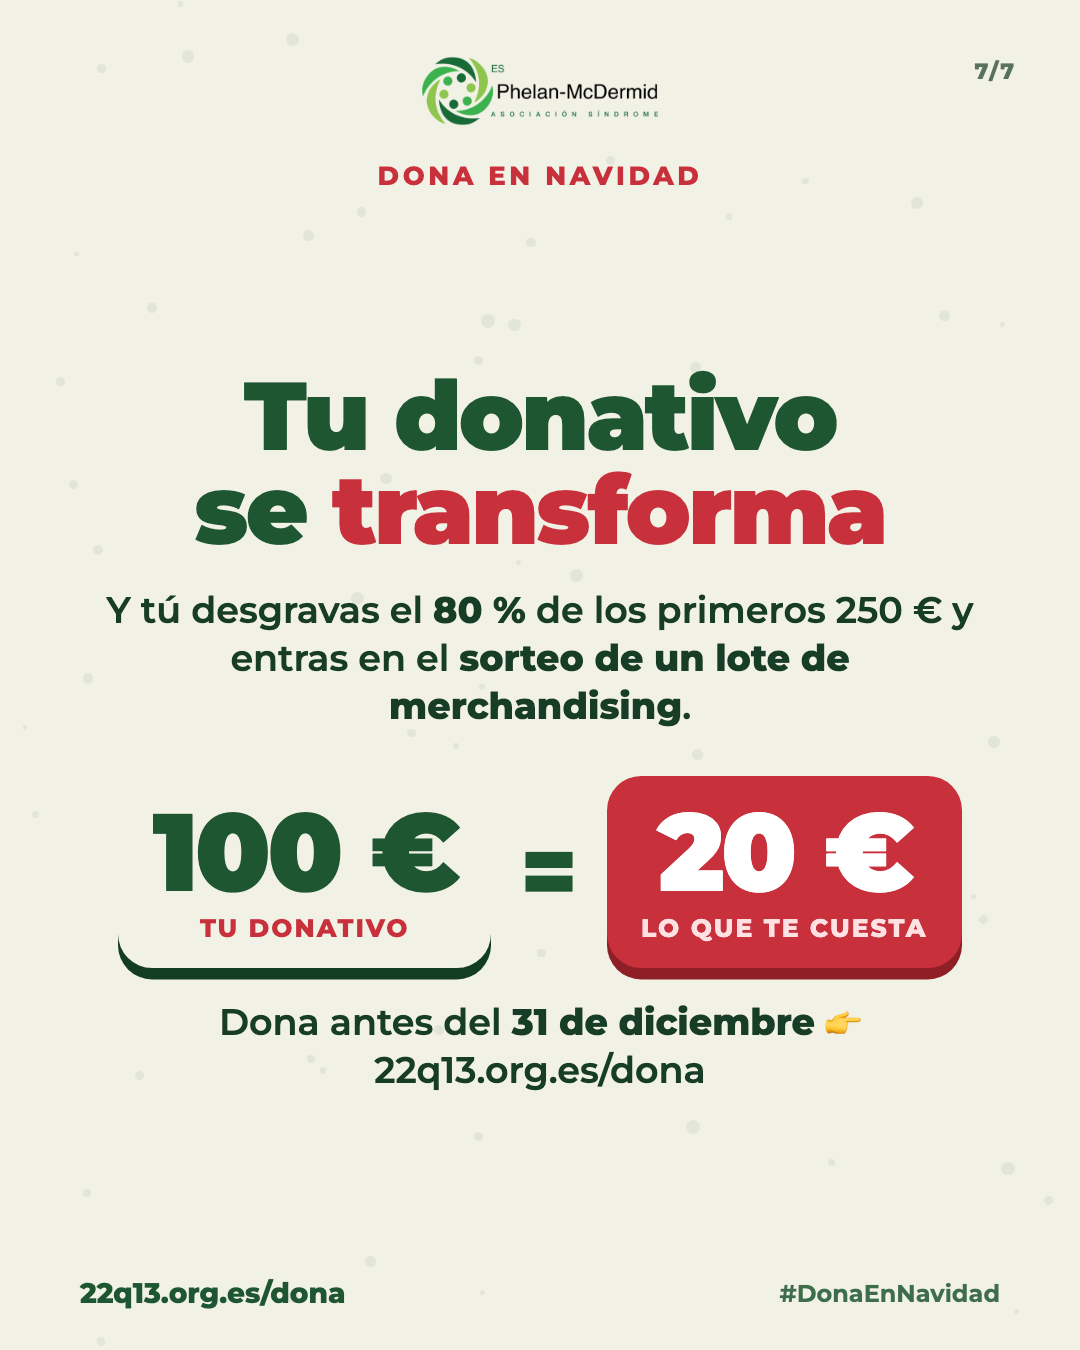 7/7
ES
Phelan-McDermid
ASOCIACIÓN SÍNDROME
DONA EN NAVIDAD
Tu donativo
se transforma
Y tú desgravas el 80 % de los primeros 250 € y
entras en el sorteo de un lote de
merchandising.
100 €
TU DONATIVO
=
20 €
LO QUE TE CUESTA
Dona antes del 31 de diciembre 👉
22q13.org.es/dona
22q13.org.es/dona
#DonaEnNavidad